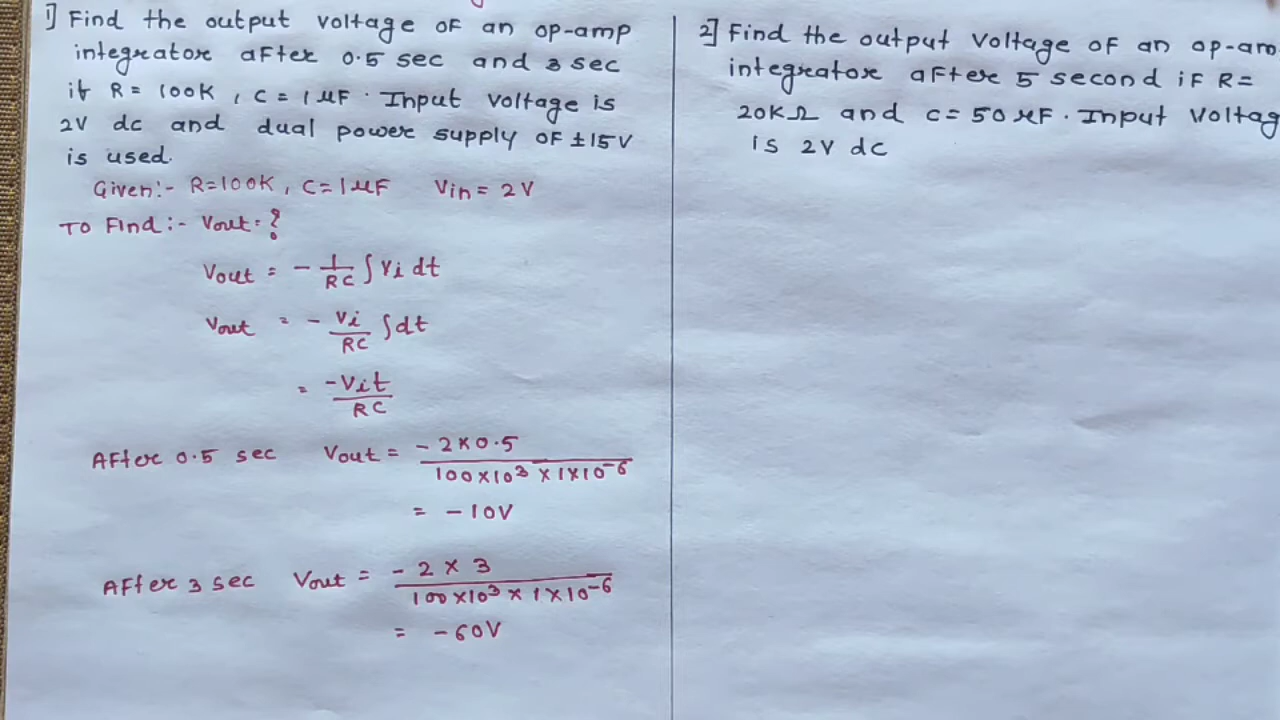 1] Find the output voltage of an op-amp
integrator after 0.5 sec and 3 sec
if R = 100K, C = 1μF. Input voltage is
2V dc and dual power supply of ±15V
is used.
Given:- R=100K, C=1μF Vin = 2V
To Find:- Vout = ?
Vout = - 1/RC ∫Vi dt
Vout = - Vi/RC ∫dt
= -Vit/RC
After 0.5 sec Vout = - 2×0.5 / 100×10³ × 1×10⁻⁶
= -10V
After 3 sec Vout = - 2 × 3 / 100×10³ × 1×10⁻⁶
= -60V
2] Find the output voltage of an op-am
integrator after 5 second if R=
20KΩ and C=50μF. Input voltag
is 2V dc